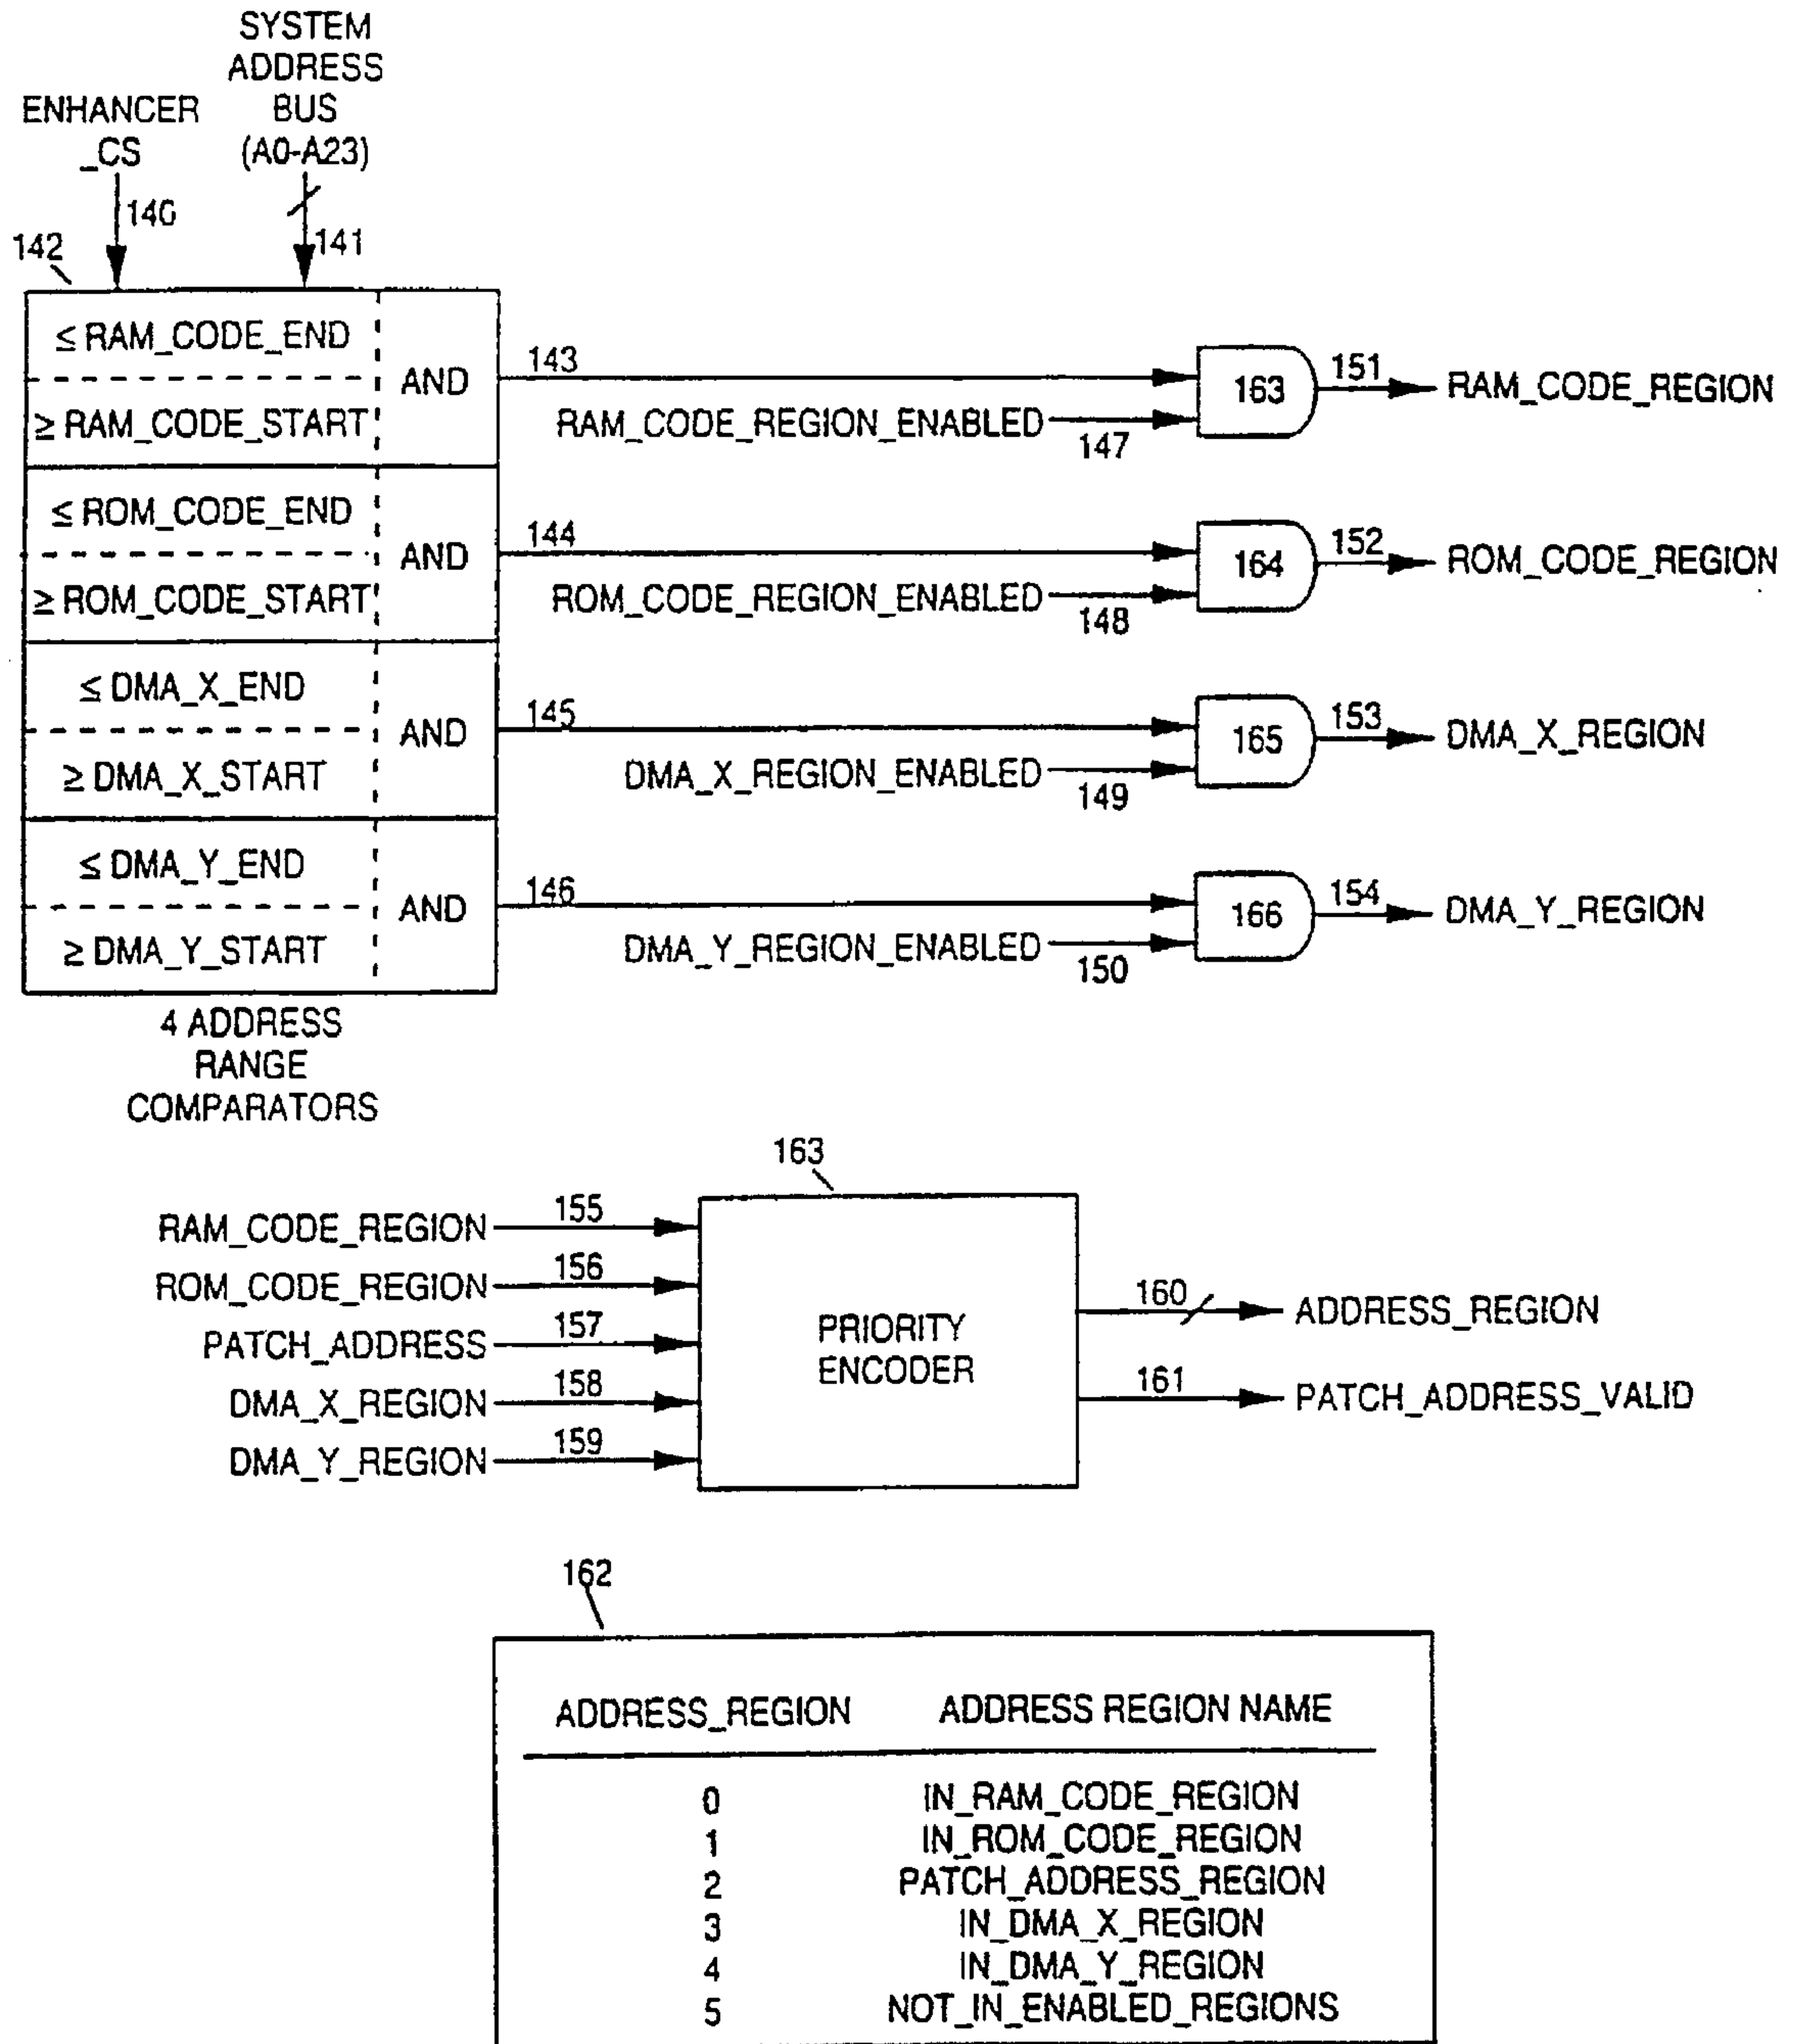 SYSTEM
ADDRESS
BUS
(A0-A23)
ENHANCER
_CS
140
141
142
≤ RAM_CODE_END
≥ RAM_CODE_START
AND
143
RAM_CODE_REGION_ENABLED
147
163
151
RAM_CODE_REGION
≤ ROM_CODE_END
≥ ROM_CODE_START
AND
144
ROM_CODE_REGION_ENABLED
148
164
152
ROM_CODE_REGION
≤ DMA_X_END
≥ DMA_X_START
AND
145
DMA_X_REGION_ENABLED
149
165
153
DMA_X_REGION
≤ DMA_Y_END
≥ DMA_Y_START
AND
146
DMA_Y_REGION_ENABLED
150
166
154
DMA_Y_REGION
4 ADDRESS
RANGE
COMPARATORS
163
RAM_CODE_REGION
155
ROM_CODE_REGION
156
PATCH_ADDRESS
157
DMA_X_REGION
158
DMA_Y_REGION
159
PRIORITY
ENCODER
160
ADDRESS_REGION
161
PATCH_ADDRESS_VALID
162
ADDRESS_REGION ADDRESS REGION NAME
0 IN_RAM_CODE_REGION
1 IN_ROM_CODE_REGION
2 PATCH_ADDRESS_REGION
3 IN_DMA_X_REGION
4 IN_DMA_Y_REGION
5 NOT_IN_ENABLED_REGIONS